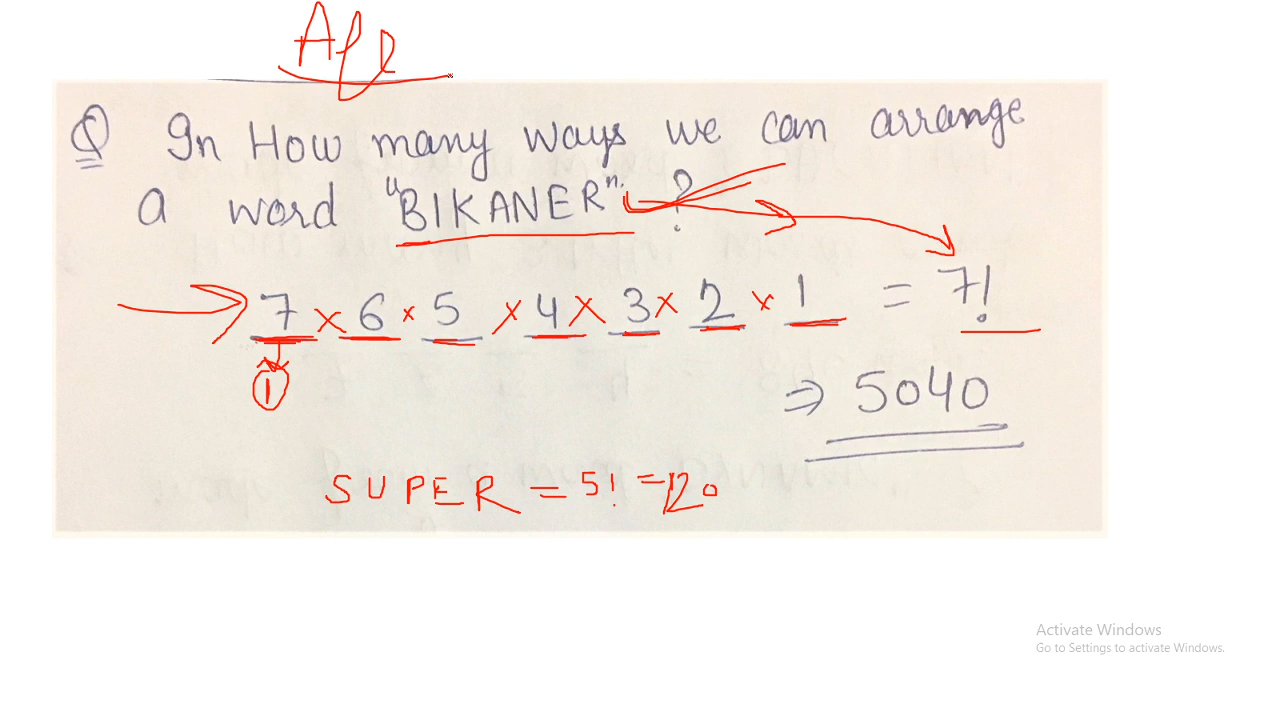 Q In How many ways we can arrange
a word "BIKANER" ?
7 × 6 × 5 × 4 × 3 × 2 × 1 = 7!
①
⇒ 5040
SUPER = 5! = 120
Activate Windows
Go to Settings to activate Windows.